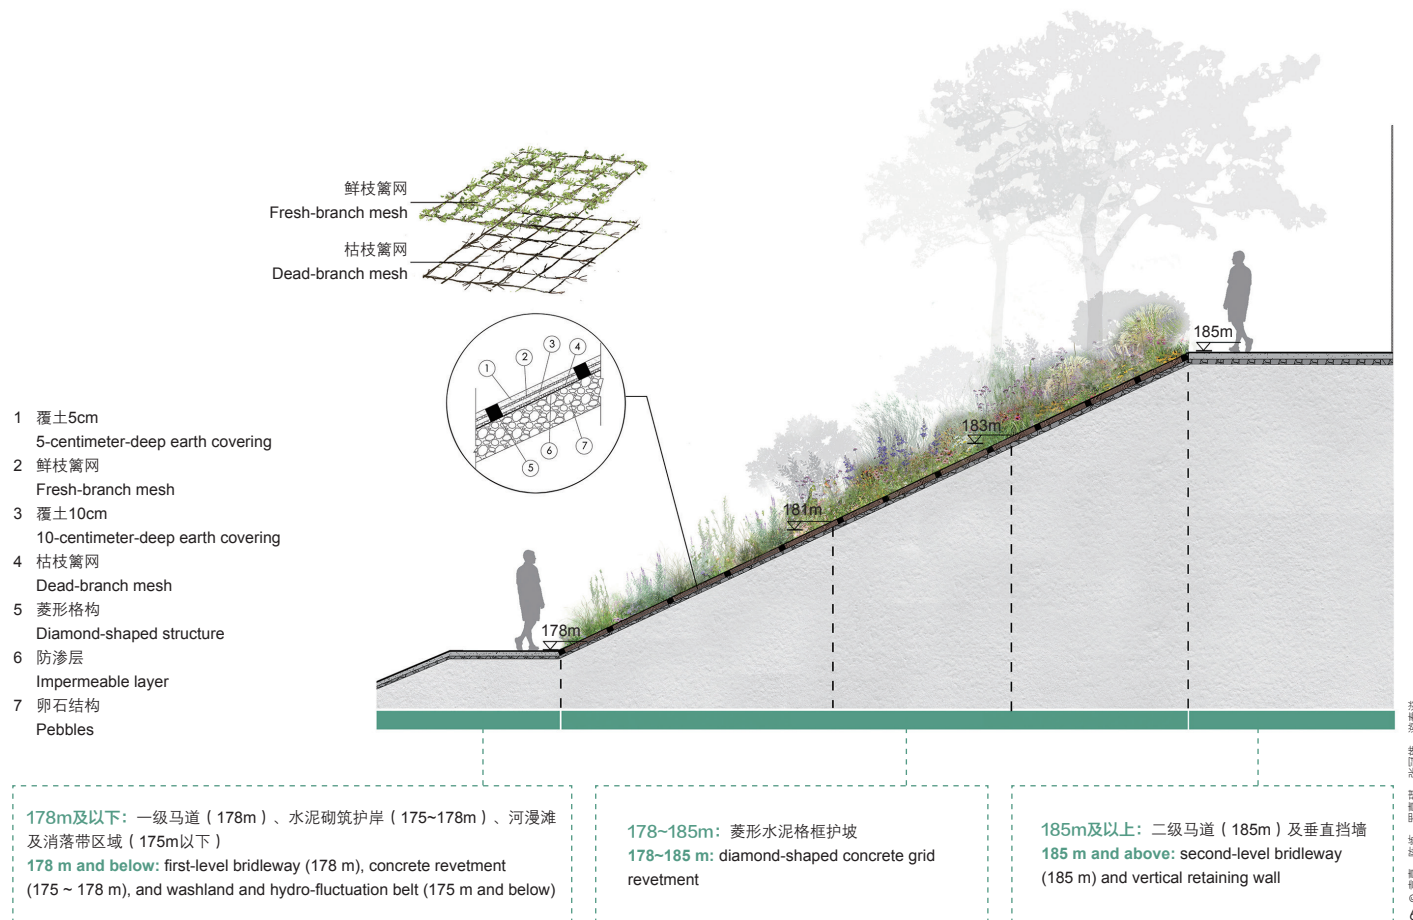 鲜枝篱网
Fresh-branch mesh
枯枝篱网
Dead-branch mesh
1
2
3
4
5
6
7
185m
183m
181m
178m
1 覆土5cm
5-centimeter-deep earth covering
2 鲜枝篱网
Fresh-branch mesh
3 覆土10cm
10-centimeter-deep earth covering
4 枯枝篱网
Dead-branch mesh
5 菱形格构
Diamond-shaped structure
6 防渗层
Impermeable layer
7 卵石结构
Pebbles
178m及以下：一级马道（178m）、水泥砌筑护岸（175~178m）、河漫滩
及消落带区域（175m以下）
178 m and below: first-level bridleway (178 m), concrete revetment
(175 ~ 178 m), and washland and hydro-fluctuation belt (175 m and below)
178~185m：菱形水泥格框护坡
178~185 m: diamond-shaped concrete grid
revetment
185m及以上：二级马道（185m）及垂直挡墙
185 m and above: second-level bridleway
(185 m) and vertical retaining wall